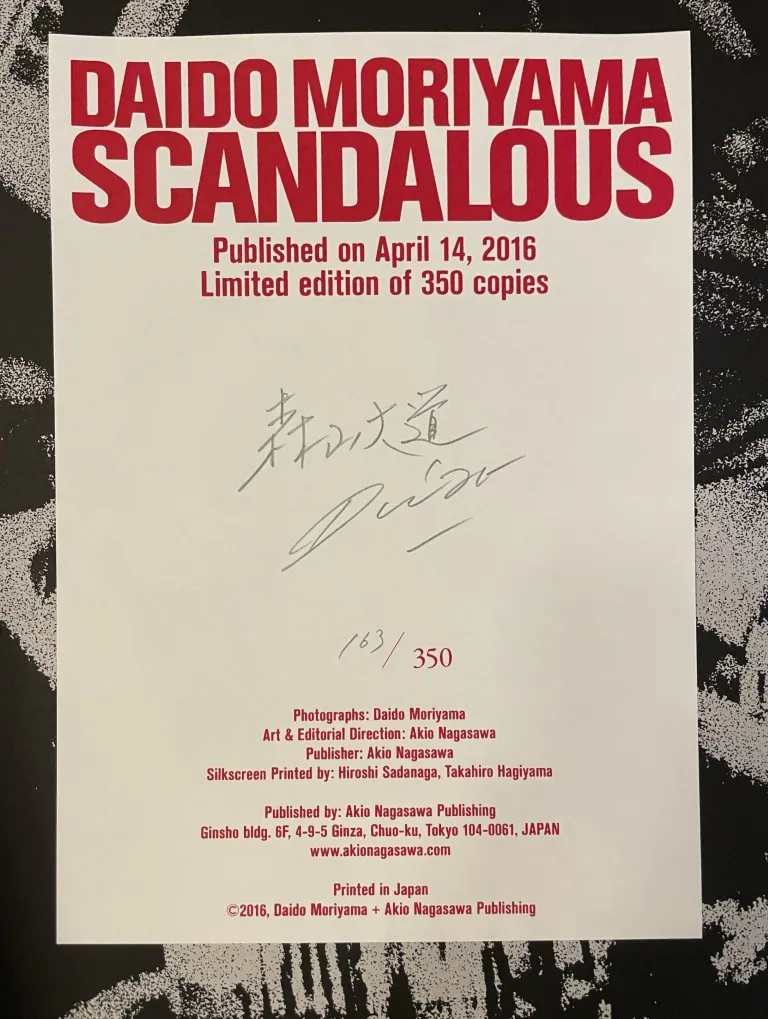 DAIDO MORIYAMA
SCANDALOUS
Published on April 14, 2016
Limited edition of 350 copies
森山大道
Daido
163/350
Photographs: Daido Moriyama
Art & Editorial Direction: Akio Nagasawa
Publisher: Akio Nagasawa
Silkscreen Printed by: Hiroshi Sadanaga, Takahiro Hagiyama
Published by: Akio Nagasawa Publishing
Ginsho bldg. 6F, 4-9-5 Ginza, Chuo-ku, Tokyo 104-0061, JAPAN
www.akionagasawa.com
Printed in Japan
©2016, Daido Moriyama + Akio Nagasawa Publishing